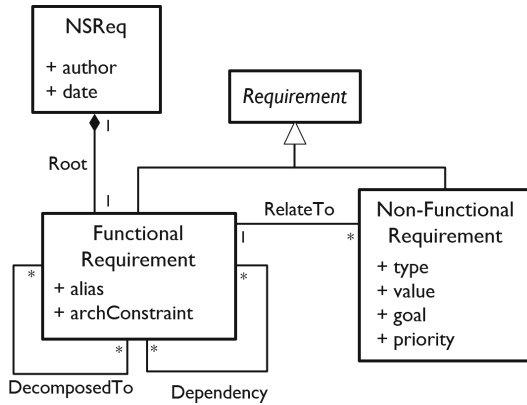 NSReq
+ author
+ date
Requirement
1
Root
1
Functional
Requirement
+ alias
+ archConstraint
RelateTo
1
*
Non-Functional
Requirement
+ type
+ value
+ goal
+ priority
*
*
*
*
DecomposedTo
Dependency